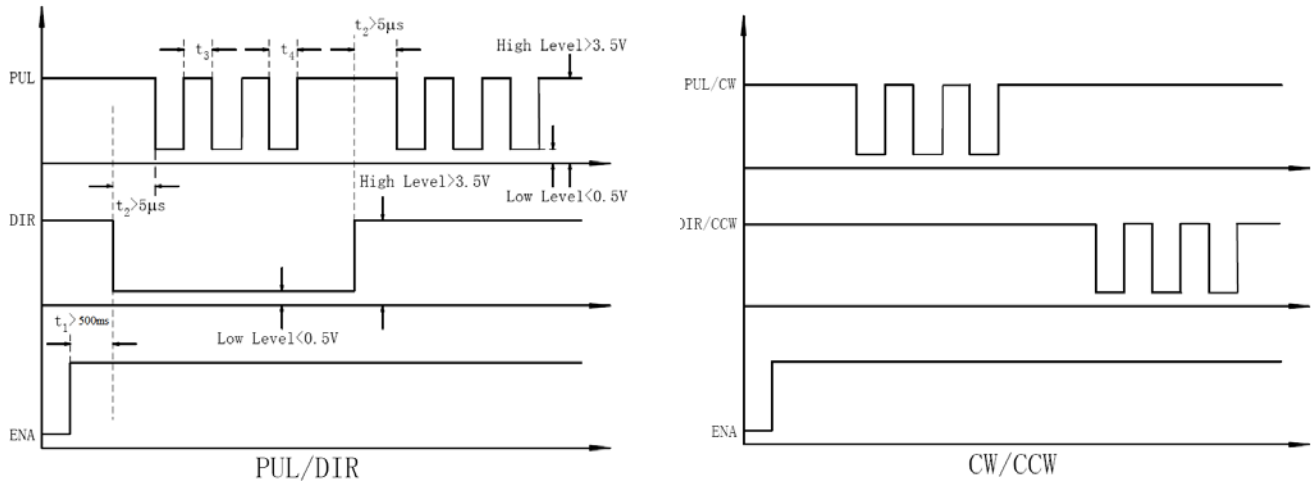 t₂>5μs
t₃
t₄
High Level>3.5V
PUL
Low Level<0.5V
t₂>5μs
High Level>3.5V
DIR
t₁>500ms
Low Level<0.5V
ENA
PUL/DIR
PUL/CW
DIR/CCW
ENA
CW/CCW